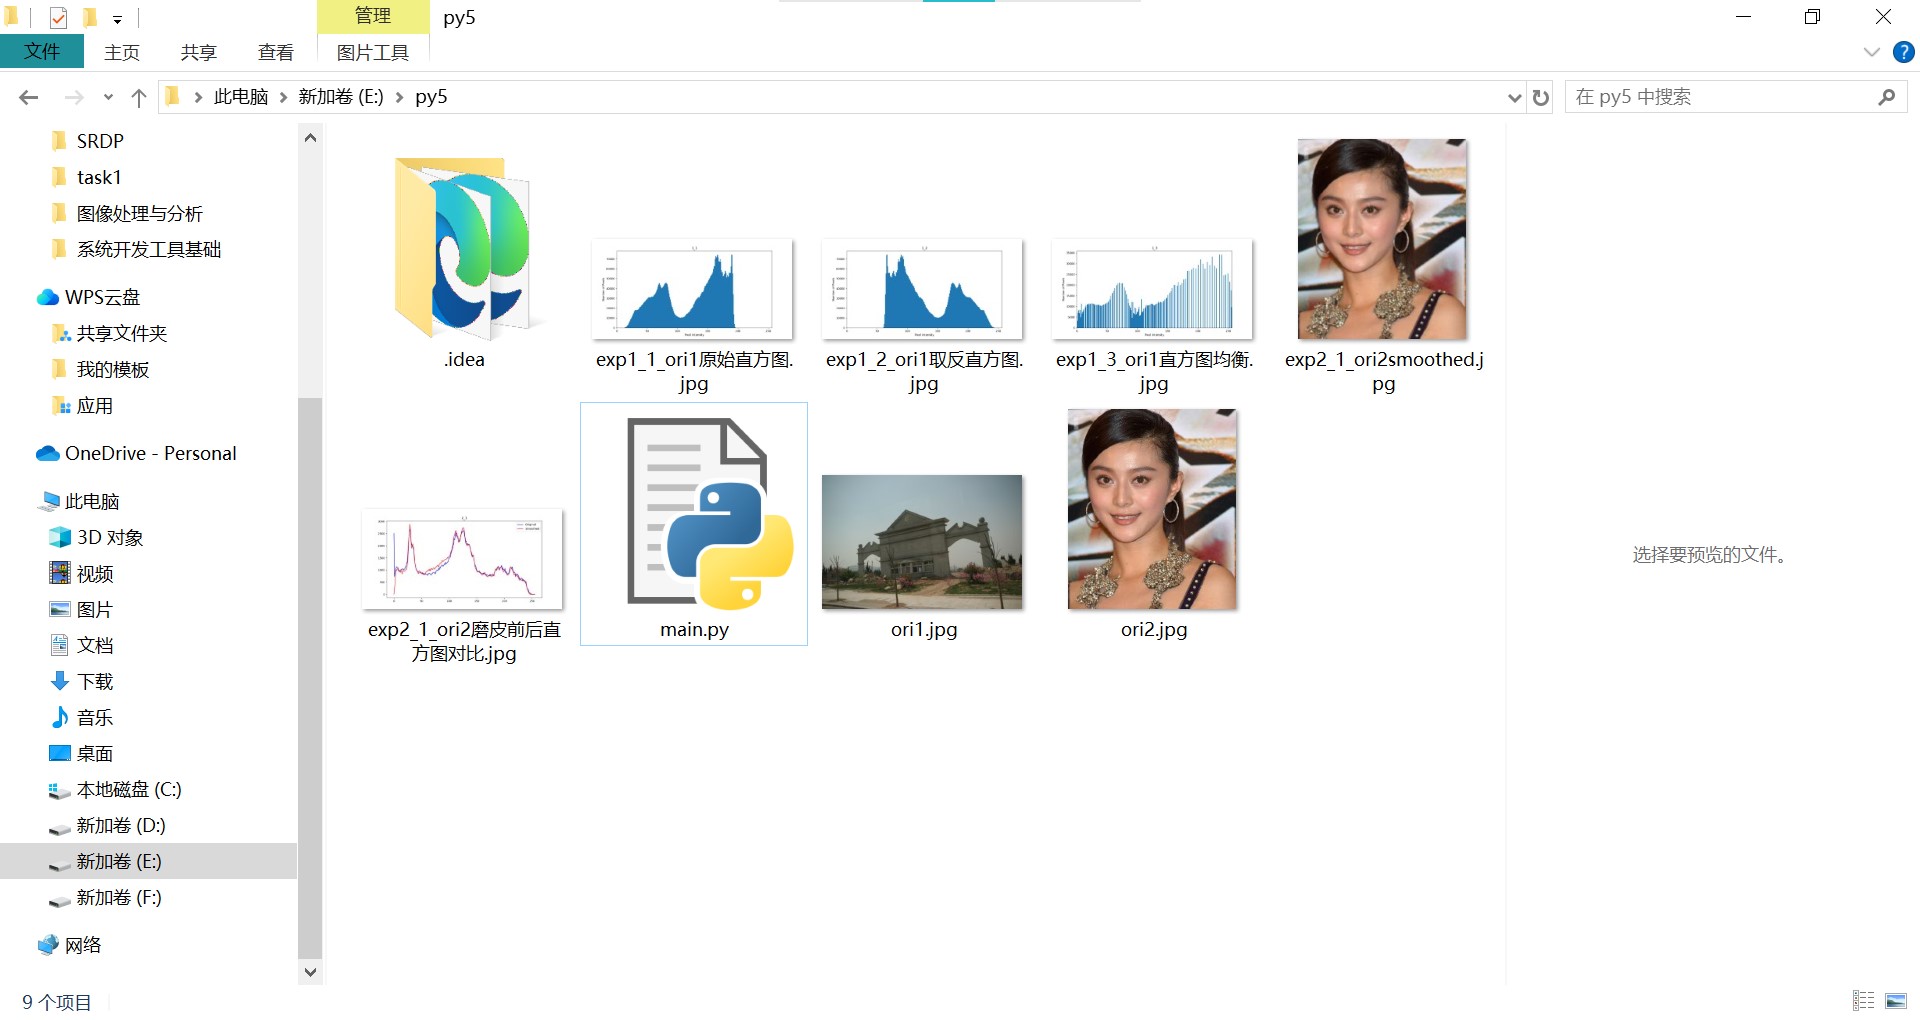 管理
py5
文件
主页
共享
查看
图片工具
此电脑
新加卷 (E:)
py5
在 py5 中搜索
SRDP
task1
图像处理与分析
系统开发工具基础
WPS云盘
共享文件夹
我的模板
应用
OneDrive - Personal
此电脑
3D 对象
视频
图片
文档
下载
音乐
桌面
本地磁盘 (C:)
新加卷 (D:)
新加卷 (E:)
新加卷 (F:)
网络
.idea
exp1_1_ori1原始直方图.
jpg
exp1_2_ori1取反直方图.
jpg
exp1_3_ori1直方图均衡.
jpg
exp2_1_ori2smoothed.j
pg
exp2_1_ori2磨皮前后直
方图对比.jpg
main.py
ori1.jpg
ori2.jpg
选择要预览的文件。
9 个项目